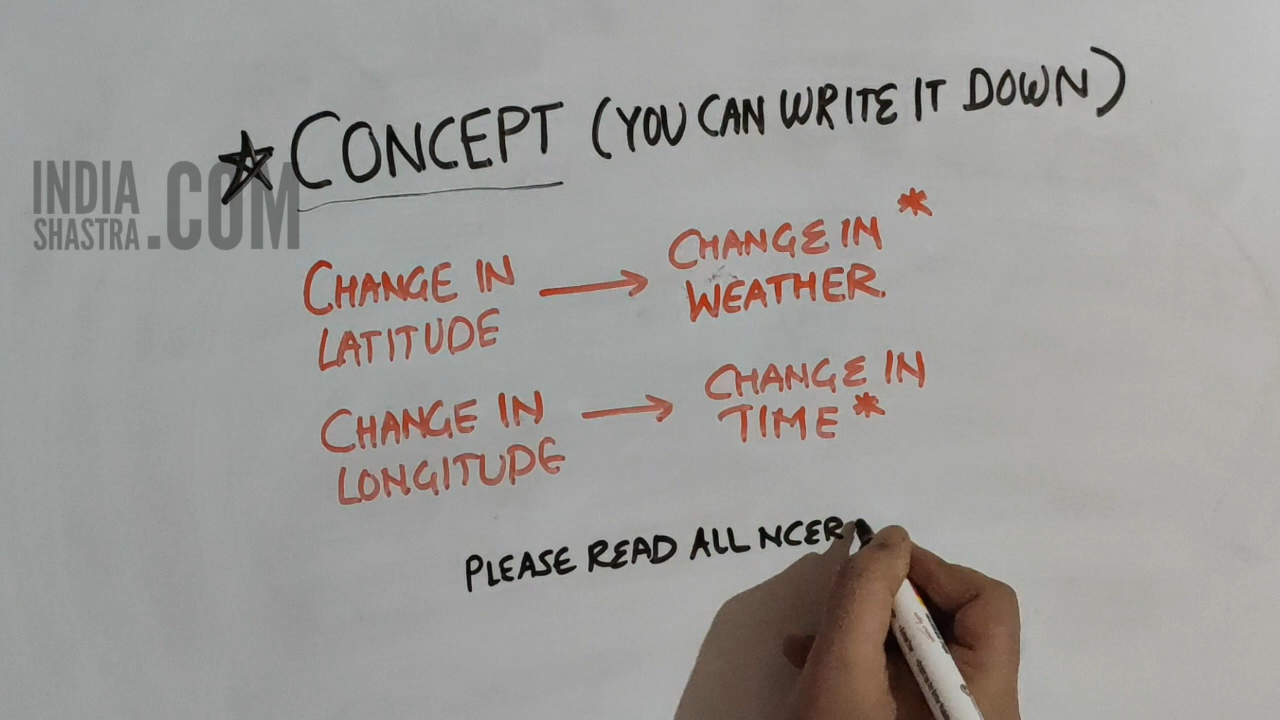 ☆ CONCEPT (YOU CAN WRITE IT DOWN)
INDIA
SHASTRA
.COM
CHANGE IN
LATITUDE
→
CHANGE IN *
WEATHER
CHANGE IN
LONGITUDE
→
CHANGE IN
TIME *
PLEASE READ ALL NCER